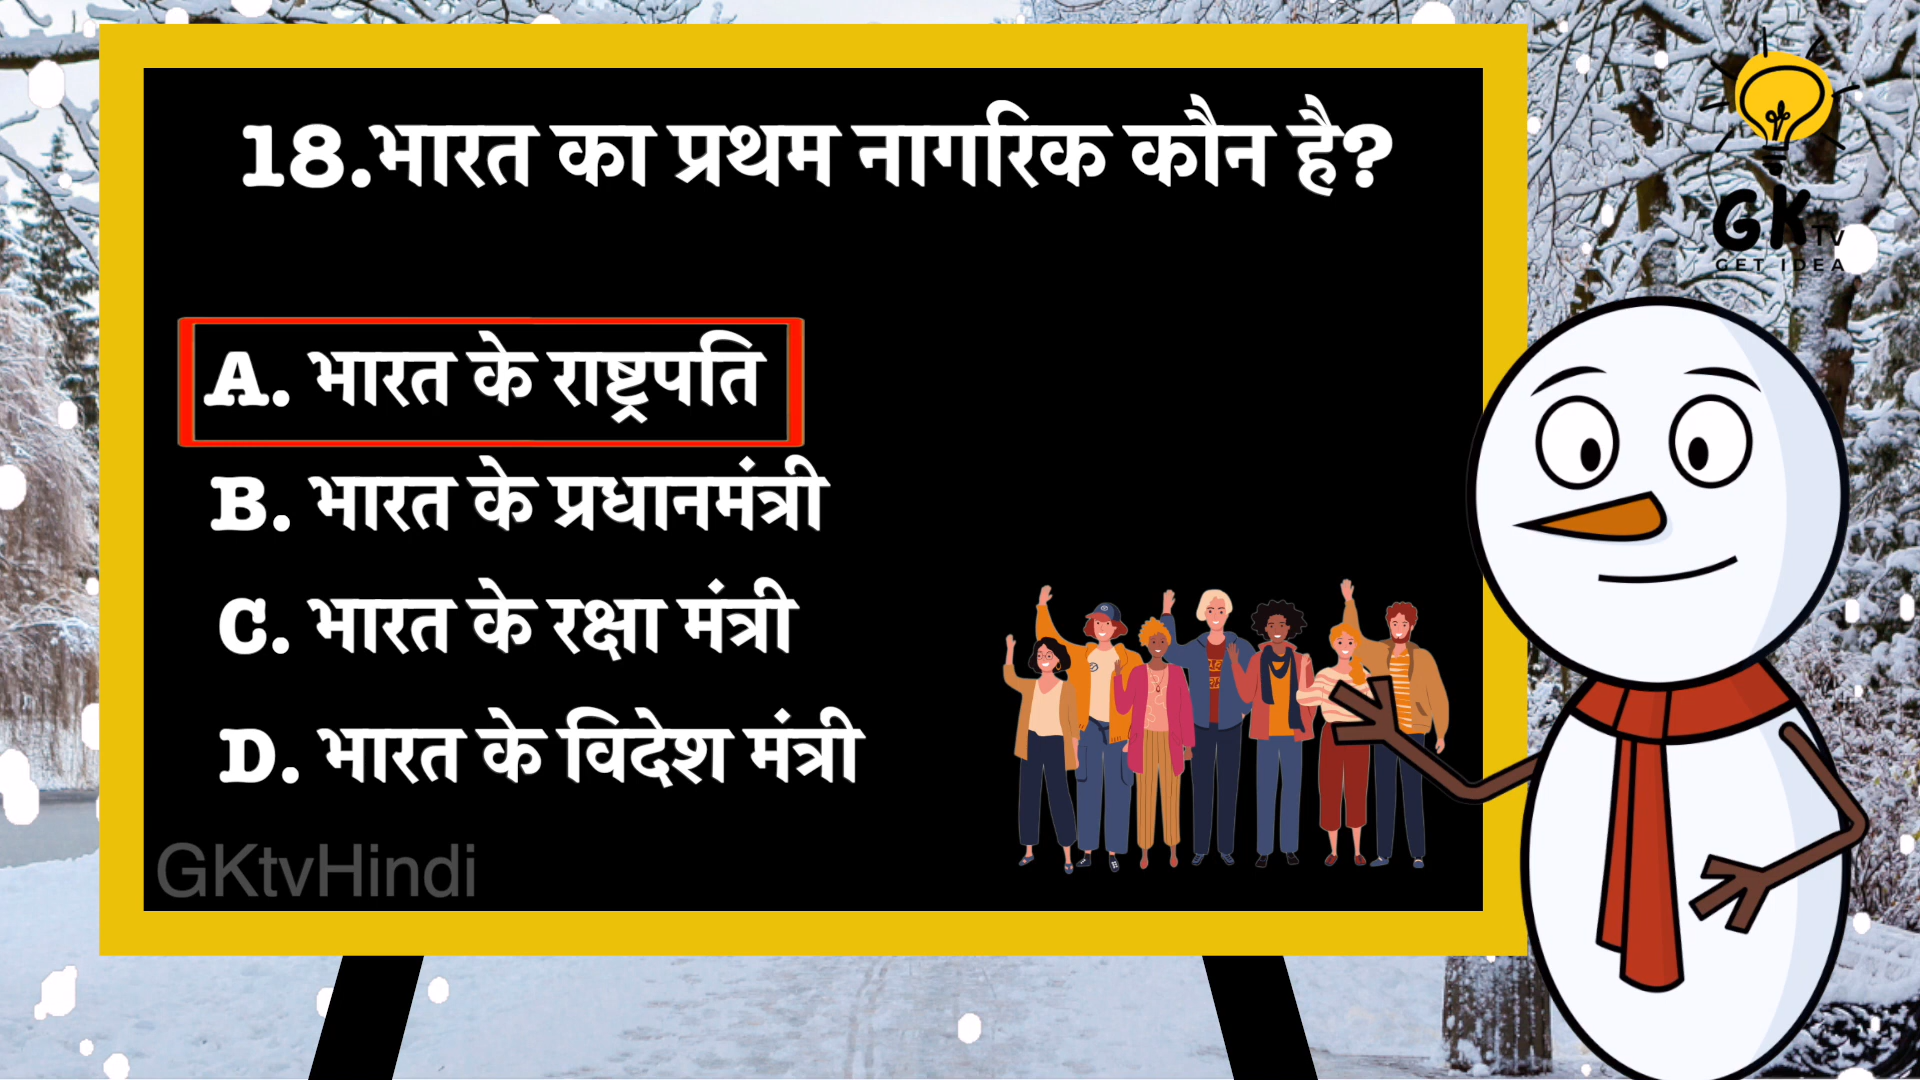 18.भारत का प्रथम नागरिक कौन है?
A. भारत के राष्ट्रपति
B. भारत के प्रधानमंत्री
C. भारत के रक्षा मंत्री
D. भारत के विदेश मंत्री
GKtvHindi
GK TV
GET IDEA